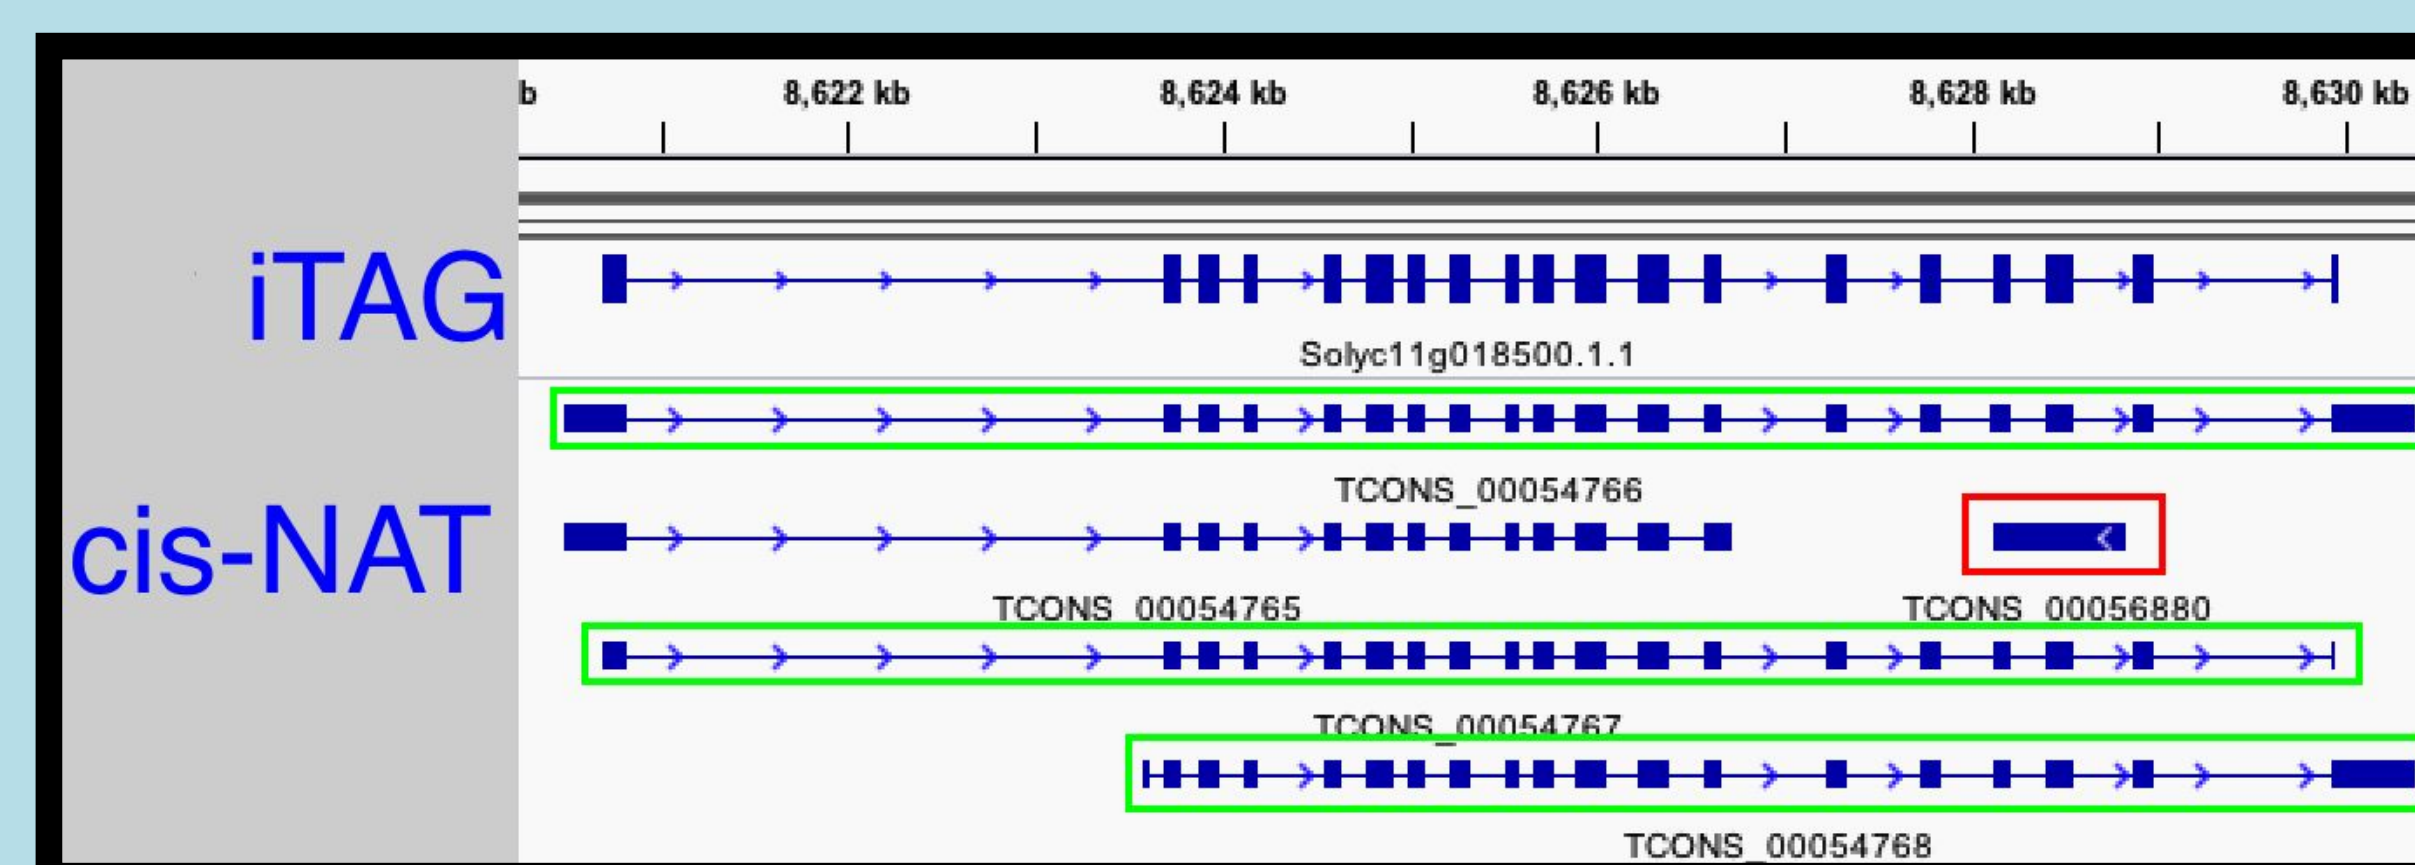 b 8,622 kb 8,624 kb 8,626 kb 8,628 kb 8,630 kb
iTAG
Solyc11g018500.1.1
TCONS_00054766
cis-NAT
TCONS_00054765 TCONS_00056880
TCONS_00054767
TCONS_00054768